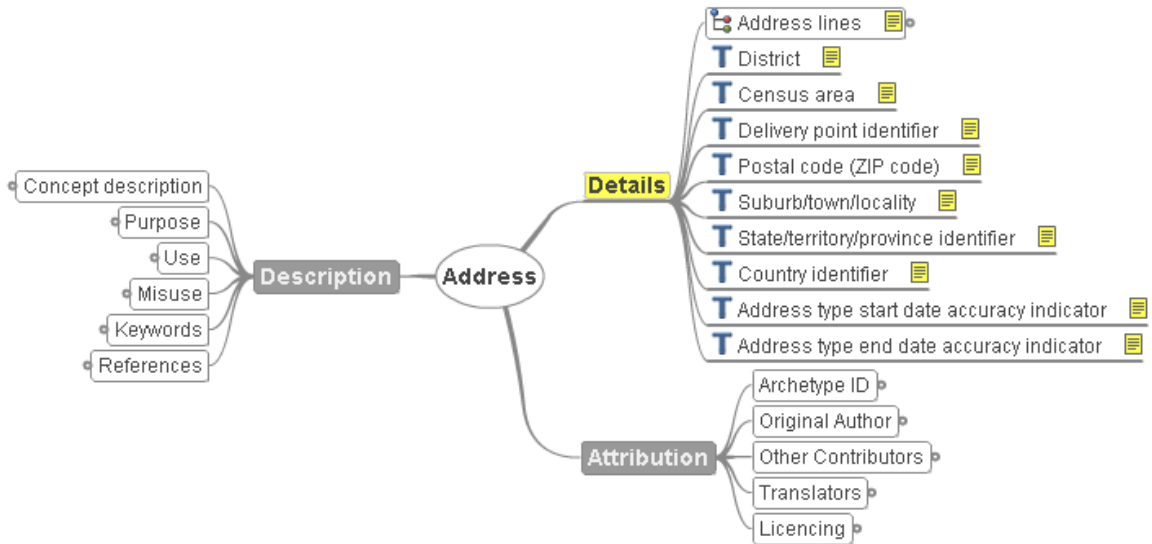 Address
Description
Concept description
Purpose
Use
Misuse
Keywords
References
Details
Address lines
T District
T Census area
T Delivery point identifier
T Postal code (ZIP code)
T Suburb/town/locality
T State/territory/province identifier
T Country identifier
T Address type start date accuracy indicator
T Address type end date accuracy indicator
Attribution
Archetype ID
Original Author
Other Contributors
Translators
Licencing